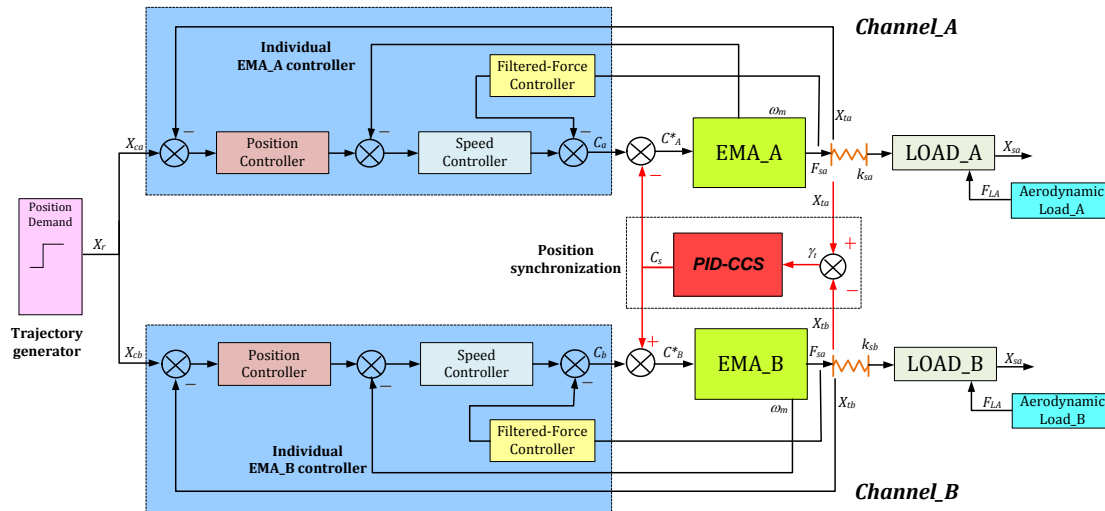 Channel_A
Individual
EMA_A controller
Filtered-Force
Controller
ωm
Xta
Xca
−
Position
Controller
−
Speed
Controller
−
Ca
C*A
−
EMA_A
Fsa
ksa
LOAD_A
Xsa
FLA
Aerodynamic
Load_A
Position
Demand
Xr
Trajectory
generator
Position
synchronization
Cs
PID-CCS
γt
Xta
+
−
Xtb
Xcb
−
Position
Controller
−
Speed
Controller
−
Cb
+
C*B
EMA_B
Fsa
ksb
LOAD_B
Xsa
ωm
Xtb
FLA
Aerodynamic
Load_B
Filtered-Force
Controller
Individual
EMA_B controller
Channel_B